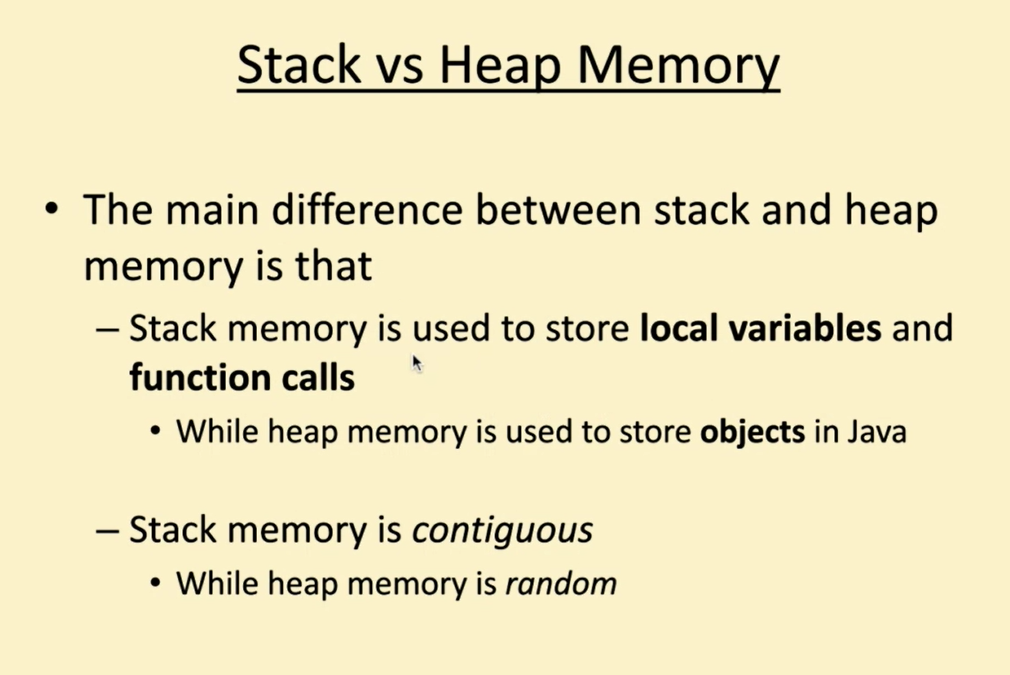 Stack vs Heap Memory
• The main difference between stack and heap
memory is that
– Stack memory is used to store local variables and
function calls
• While heap memory is used to store objects in Java
– Stack memory is contiguous
• While heap memory is random